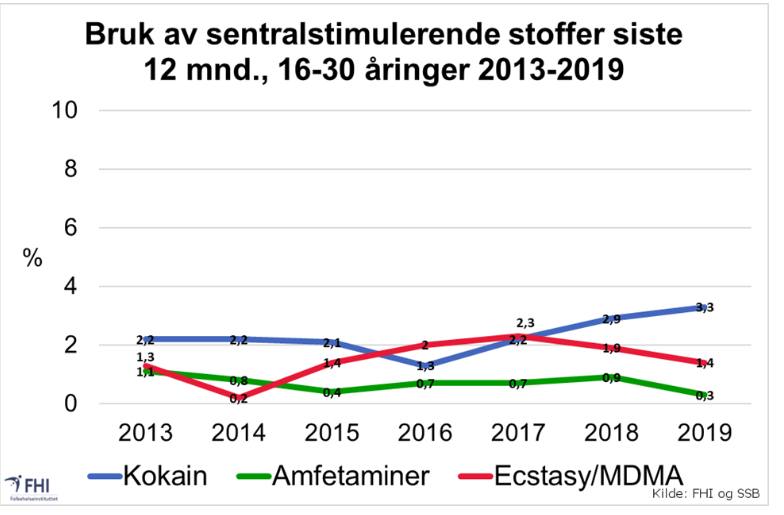 Bruk av sentralstimulerende stoffer siste
12 mnd., 16-30 åringer 2013-2019
10
8
6
%
4
2
0
2,2 2,2 2,1 1,3 2,2 2,9 3,3
1,3 0,2 1,4 2 2,3 1,9 1,4
1,1 0,8 0,4 0,7 0,7 0,9 0,3
2013 2014 2015 2016 2017 2018 2019
Kokain Amfetaminer Ecstasy/MDMA
FHI
Folkehelseinstituttet
Kilde: FHI og SSB